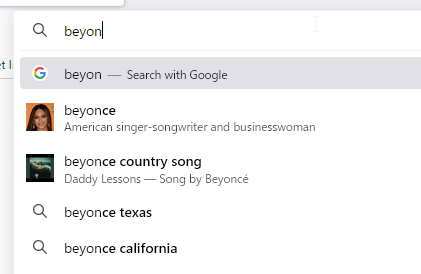 beyon
et I
beyon — Search with Google
beyonce
American singer-songwriter and businesswoman
beyonce country song
Daddy Lessons — Song by Beyoncé
beyonce texas
beyonce california